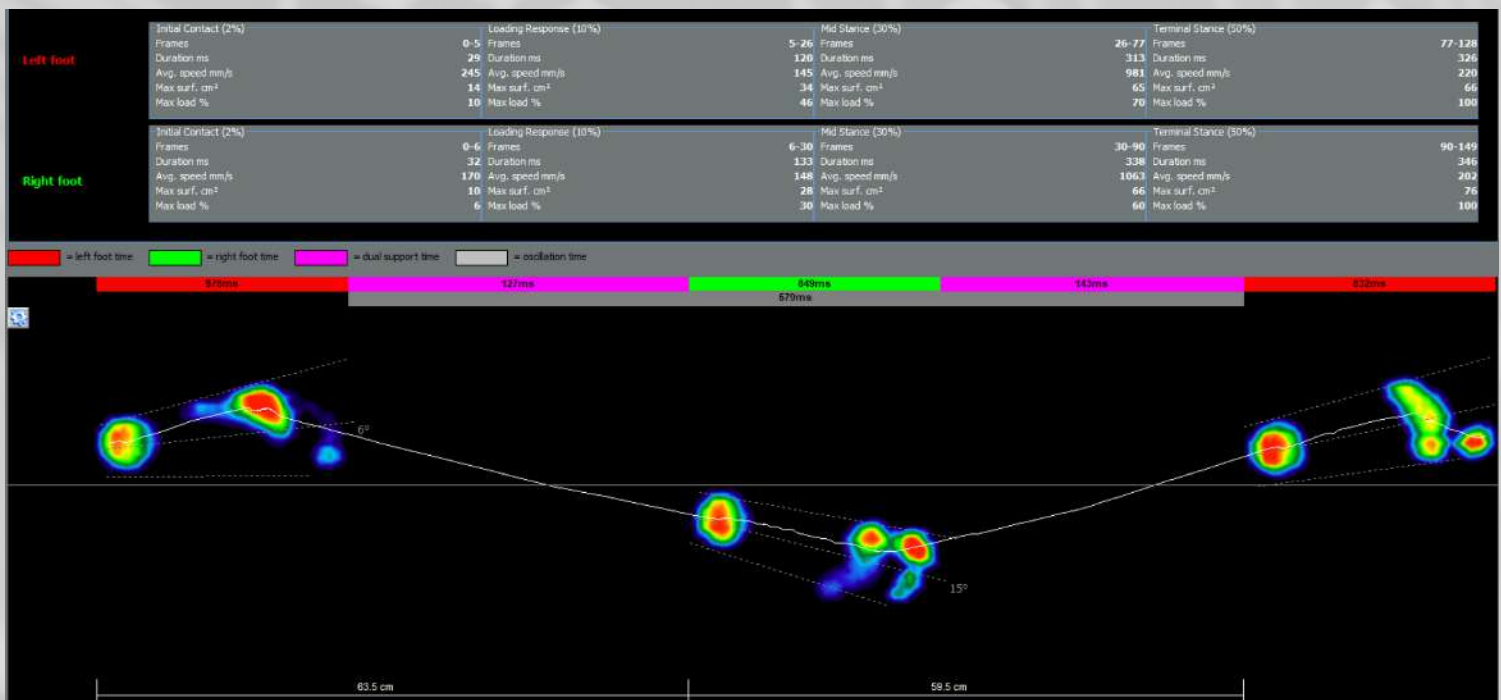 Left foot
Initial Contact (2%)
Frames 0-5
Duration ms 29
Avg. speed mm/s 245
Max surf. cm² 14
Max load % 10
Loading Response (10%)
Frames 5-26
Duration ms 120
Avg. speed mm/s 145
Max surf. cm² 34
Max load % 46
Mid Stance (30%)
Frames 26-77
Duration ms 313
Avg. speed mm/s 981
Max surf. cm² 65
Max load % 70
Terminal Stance (50%)
Frames 77-128
Duration ms 326
Avg. speed mm/s 220
Max surf. cm² 66
Max load % 100
Right foot
Initial Contact (2%)
Frames 0-6
Duration ms 32
Avg. speed mm/s 170
Max surf. cm² 10
Max load % 6
Loading Response (10%)
Frames 6-30
Duration ms 133
Avg. speed mm/s 148
Max surf. cm² 28
Max load % 30
Mid Stance (30%)
Frames 30-90
Duration ms 338
Avg. speed mm/s 1063
Max surf. cm² 66
Max load % 60
Terminal Stance (50%)
Frames 90-149
Duration ms 346
Avg. speed mm/s 202
Max surf. cm² 76
Max load % 100
= left foot time = right foot time = dual support time = oscillation time
127ms 849ms 143ms 832ms
579ms
6°
15°
63.5 cm 59.5 cm